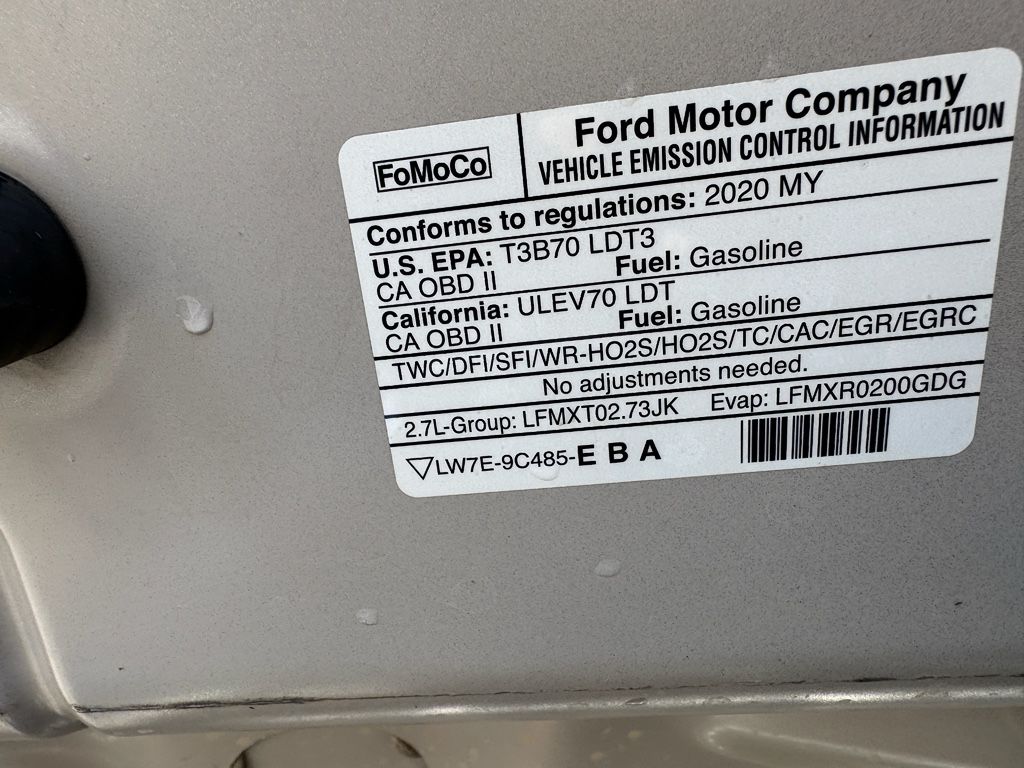 FoMoCo
Ford Motor Company
VEHICLE EMISSION CONTROL INFORMATION
Conforms to regulations: 2020 MY
U.S. EPA: T3B70 LDT3
CA OBD II Fuel: Gasoline
California: ULEV70 LDT
CA OBD II Fuel: Gasoline
TWC/DFI/SFI/WR-HO2S/HO2S/TC/CAC/EGR/EGRC
No adjustments needed.
2.7L-Group: LFMXT02.73JK Evap: LFMXR0200GDG
LW7E-9C485-E B A